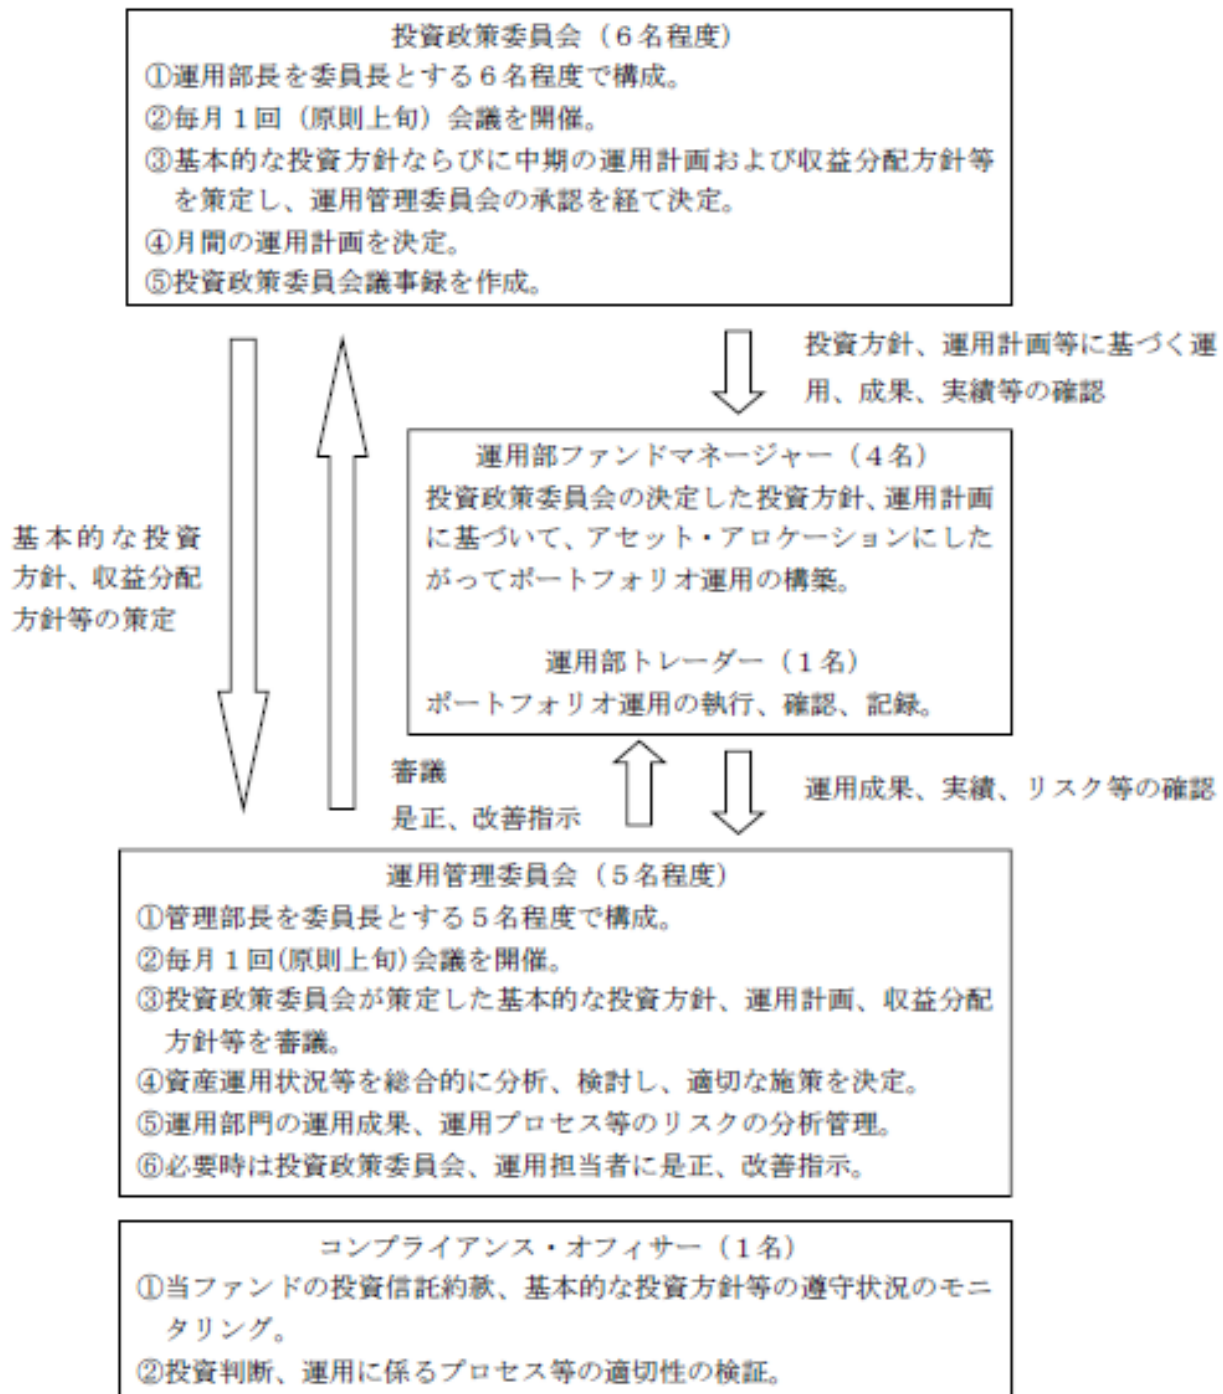 投資政策委員会（６名程度）
①運用部長を委員長とする６名程度で構成。
②毎月１回（原則上旬）会議を開催。
③基本的な投資方針ならびに中期の運用計画および収益分配方針等
を策定し、運用管理委員会の承認を経て決定。
④月間の運用計画を決定。
⑤投資政策委員会議事録を作成。
投資方針、運用計画等に基づく運
用、成果、実績等の確認
運用部ファンドマネージャー（４名）
投資政策委員会の決定した投資方針、運用計画
に基づいて、アセット・アロケーションにした
がってポートフォリオ運用の構築。
運用部トレーダー（１名）
ポートフォリオ運用の執行、確認、記録。
基本的な投資
方針、収益分配
方針等の策定
審議
是正、改善指示
運用成果、実績、リスク等の確認
運用管理委員会（５名程度）
①管理部長を委員長とする５名程度で構成。
②毎月１回(原則上旬)会議を開催。
③投資政策委員会が策定した基本的な投資方針、運用計画、収益分配
方針等を審議。
④資産運用状況等を総合的に分析、検討し、適切な施策を決定。
⑤運用部門の運用成果、運用プロセス等のリスクの分析管理。
⑥必要時は投資政策委員会、運用担当者に是正、改善指示。
コンプライアンス・オフィサー（１名）
①当ファンドの投資信託約款、基本的な投資方針等の遵守状況のモニ
タリング。
②投資判断、運用に係るプロセス等の適切性の検証。